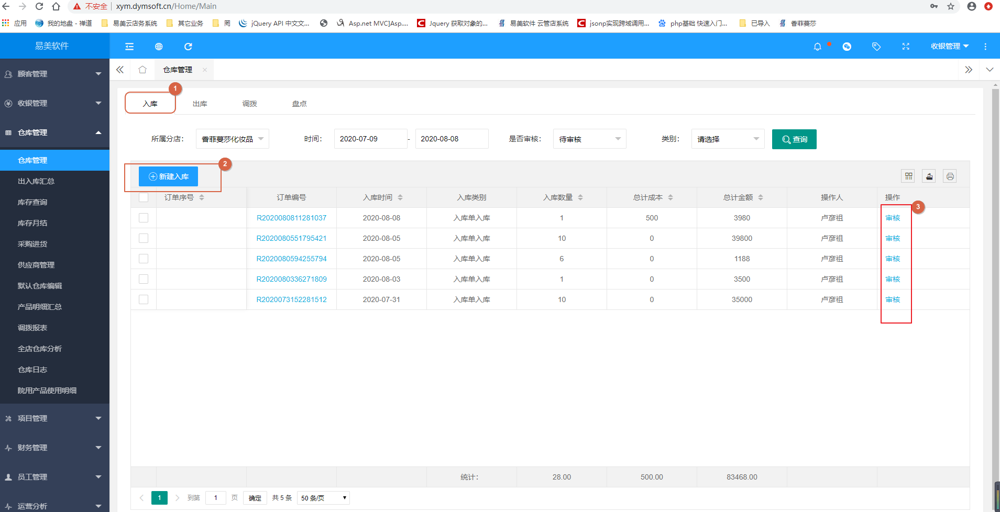 不安全 xym.dymsoft.cn/Home/Main
应用 我的地盘 - 禅道 易美云店务系统 其它业务 罔 jQuery API 中文文... Asp.net MVC]Asp.... Jquery 获取对象的... 易美软件 云管店系统 jsonp实现跨域调用... php基础 快速入门... 已导入 香菲蔓莎
易美软件 收银管理
仓库管理
顾客管理
收银管理
仓库管理
仓库管理
出入库汇总
库存查询
库存月结
采购进货
供应商管理
默认仓库编辑
产品明细汇总
调拨报表
全店仓库分析
仓库日志
院用产品使用明细
项目管理
财务管理
员工管理
运营分析
1
入库 出库 调拨 盘点
所属分店： 香菲蔓莎化妆品 时间： 2020-07-09 - 2020-08-08 是否审核： 待审核 类别： 请选择 查询
2
新建入库
订单序号 订单编号 入库时间 入库类别 入库数量 总计成本 总计金额 操作人 操作
3
R2020080811281037 2020-08-08 入库单入库 1 500 3980 卢彦祖 审核
R2020080551795421 2020-08-05 入库单入库 10 0 39800 卢彦祖 审核
R2020080594255794 2020-08-05 入库单入库 6 0 1188 卢彦祖 审核
R2020080336271809 2020-08-03 入库单入库 1 0 3500 卢彦祖 审核
R2020073152281512 2020-07-31 入库单入库 10 0 35000 卢彦祖 审核
统计： 28.00 500.00 83468.00
1 到第 1 页 确定 共 5 条 50 条/页